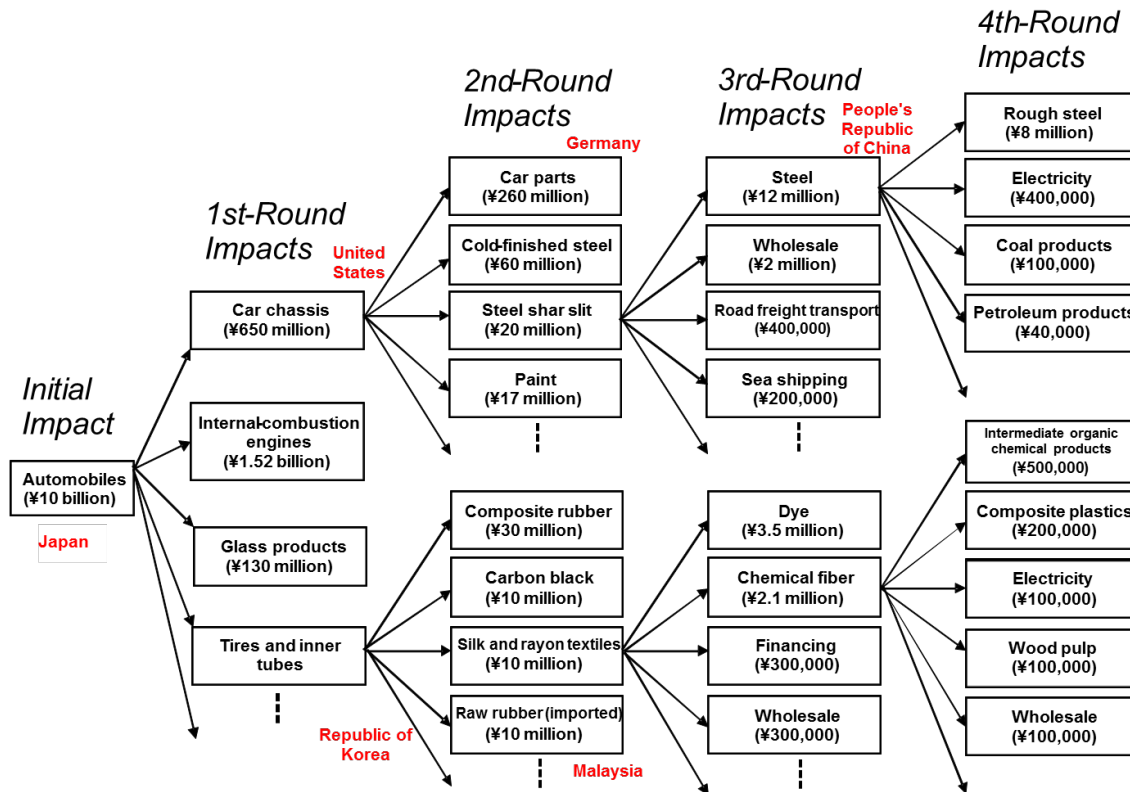 4th-Round
Impacts
2nd-Round
Impacts
3rd-Round
Impacts
1st-Round
Impacts
Initial
Impact
Automobiles
(¥10 billion)
Japan
Car chassis
(¥650 million)
Internal-combustion
engines
(¥1.52 billion)
Glass products
(¥130 million)
Tires and inner
tubes
United
States
Republic of
Korea
Car parts
(¥260 million)
Cold-finished steel
(¥60 million)
Steel shar slit
(¥20 million)
Paint
(¥17 million)
Composite rubber
(¥30 million)
Carbon black
(¥10 million)
Silk and rayon textiles
(¥10 million)
Raw rubber (imported)
(¥10 million)
Germany
Malaysia
Steel
(¥12 million)
Wholesale
(¥2 million)
Road freight transport
(¥400,000)
Sea shipping
(¥200,000)
Dye
(¥3.5 million)
Chemical fiber
(¥2.1 million)
Financing
(¥300,000)
Wholesale
(¥300,000)
People's
Republic
of China
Rough steel
(¥8 million)
Electricity
(¥400,000)
Coal products
(¥100,000)
Petroleum products
(¥40,000)
Intermediate organic
chemical products
(¥500,000)
Composite plastics
(¥200,000)
Electricity
(¥100,000)
Wood pulp
(¥100,000)
Wholesale
(¥100,000)